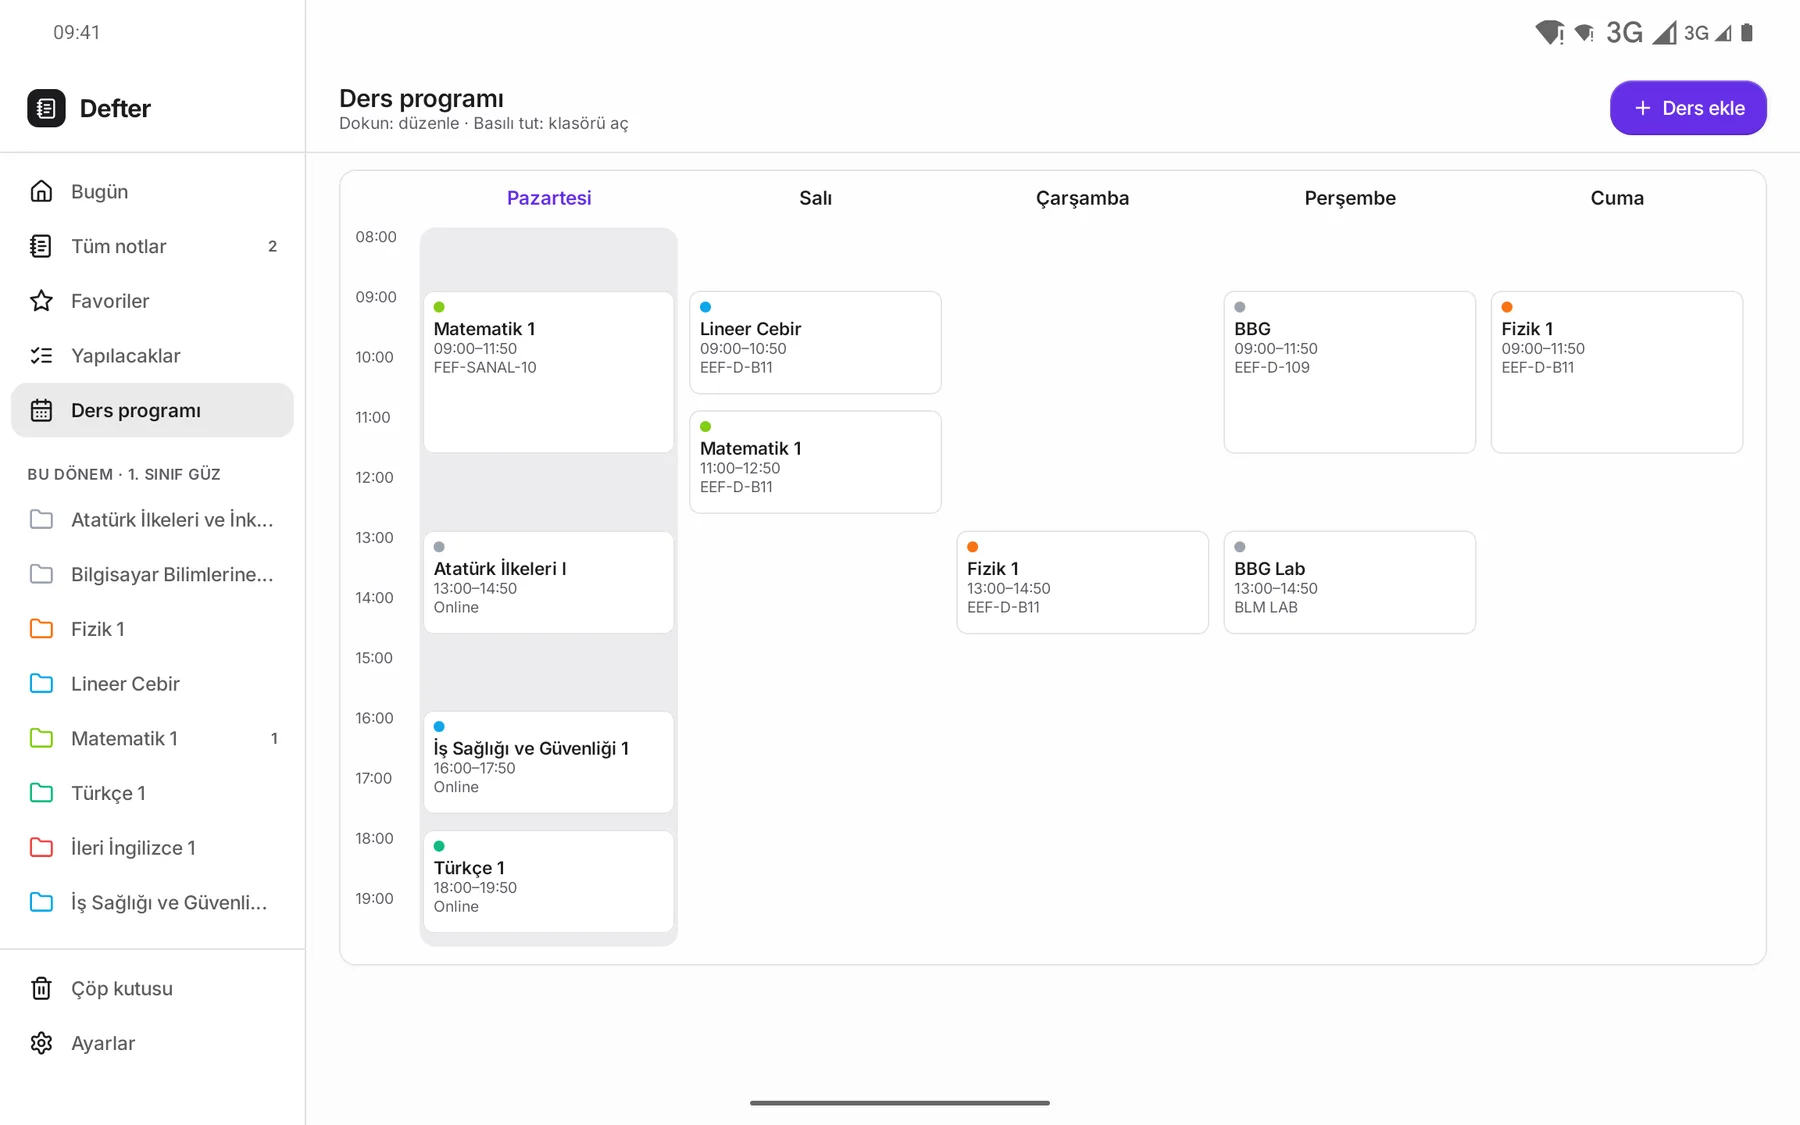 09:41
3G
3G
Defter
Ders programı
Dokun: düzenle · Basılı tut: klasörü aç
+ Ders ekle
Bugün
Tüm notlar 2
Favoriler
Yapılacaklar
Ders programı
BU DÖNEM · 1. SINIF GÜZ
Atatürk İlkeleri ve İnk...
Bilgisayar Bilimlerine...
Fizik 1
Lineer Cebir
Matematik 1 1
Türkçe 1
İleri İngilizce 1
İş Sağlığı ve Güvenli...
Çöp kutusu
Ayarlar
Pazartesi
Salı
Çarşamba
Perşembe
Cuma
08:00
09:00
10:00
11:00
12:00
13:00
14:00
15:00
16:00
17:00
18:00
19:00
Matematik 1
09:00–11:50
FEF-SANAL-10
Atatürk İlkeleri I
13:00–14:50
Online
İş Sağlığı ve Güvenliği 1
16:00–17:50
Online
Türkçe 1
18:00–19:50
Online
Lineer Cebir
09:00–10:50
EEF-D-B11
Matematik 1
11:00–12:50
EEF-D-B11
Fizik 1
13:00–14:50
EEF-D-B11
BBG
09:00–11:50
EEF-D-109
BBG Lab
13:00–14:50
BLM LAB
Fizik 1
09:00–11:50
EEF-D-B11